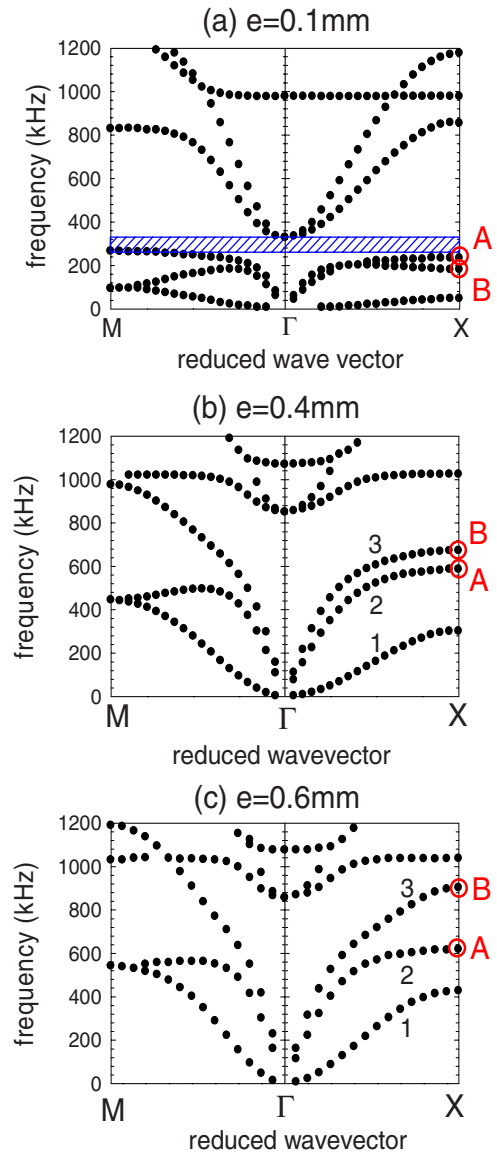 (a) e=0.1mm
frequency (kHz)
1200
1000
800
600
400
200
0
A
B
M Γ X
reduced wave vector
(b) e=0.4mm
frequency (kHz)
1200
1000
800
600
400
200
0
3
B
A
2
1
M Γ X
reduced wavevector
(c) e=0.6mm
frequency (kHz)
1200
1000
800
600
400
200
0
3
B
A
2
1
M Γ X
reduced wavevector